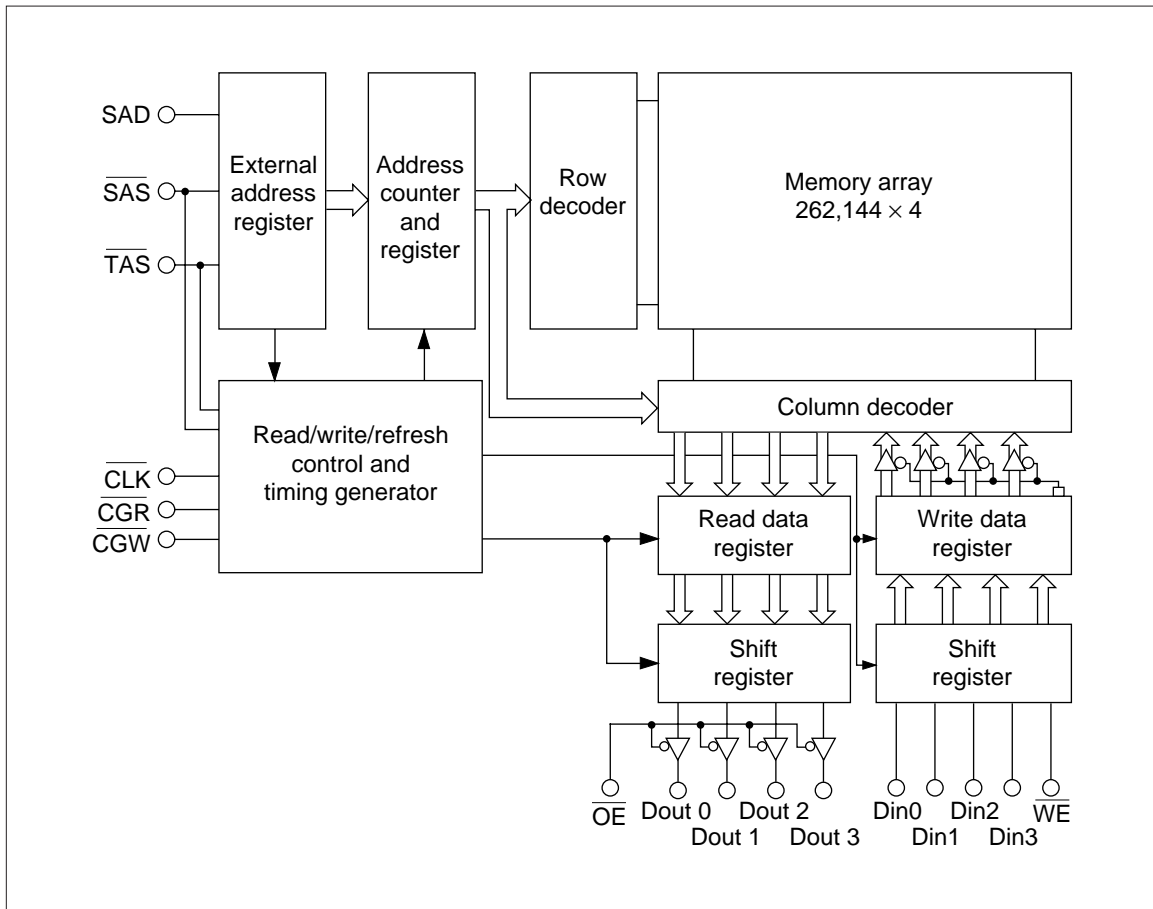 SAD
SAS
TAS
External
address
register
Address
counter
and
register
Row
decoder
Memory array
262,144 × 4
Column decoder
Read/write/refresh
control and
timing generator
CLK
CGR
CGW
Read data
register
Write data
register
Shift
register
Shift
register
OE
Dout 0
Dout 1
Dout 2
Dout 3
Din0
Din1
Din2
Din3
WE